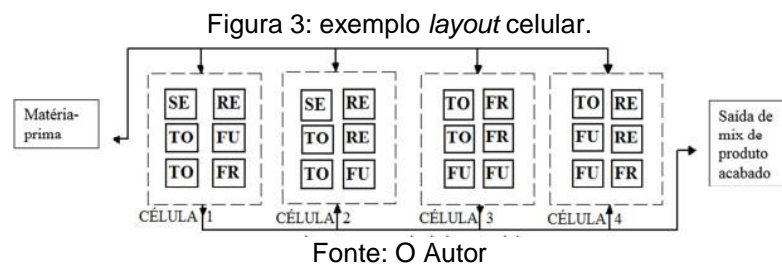 Figura 3: exemplo layout celular.
Matéria-
prima
SE RE
TO FU
TO FR
CÉLULA 1
SE RE
TO RE
TO FU
CÉLULA 2
TO FR
TO FR
FU FU
CÉLULA 3
TO RE
FU RE
FU FR
CÉLULA 4
Saída de
mix de
produto
acabado
Fonte: O Autor